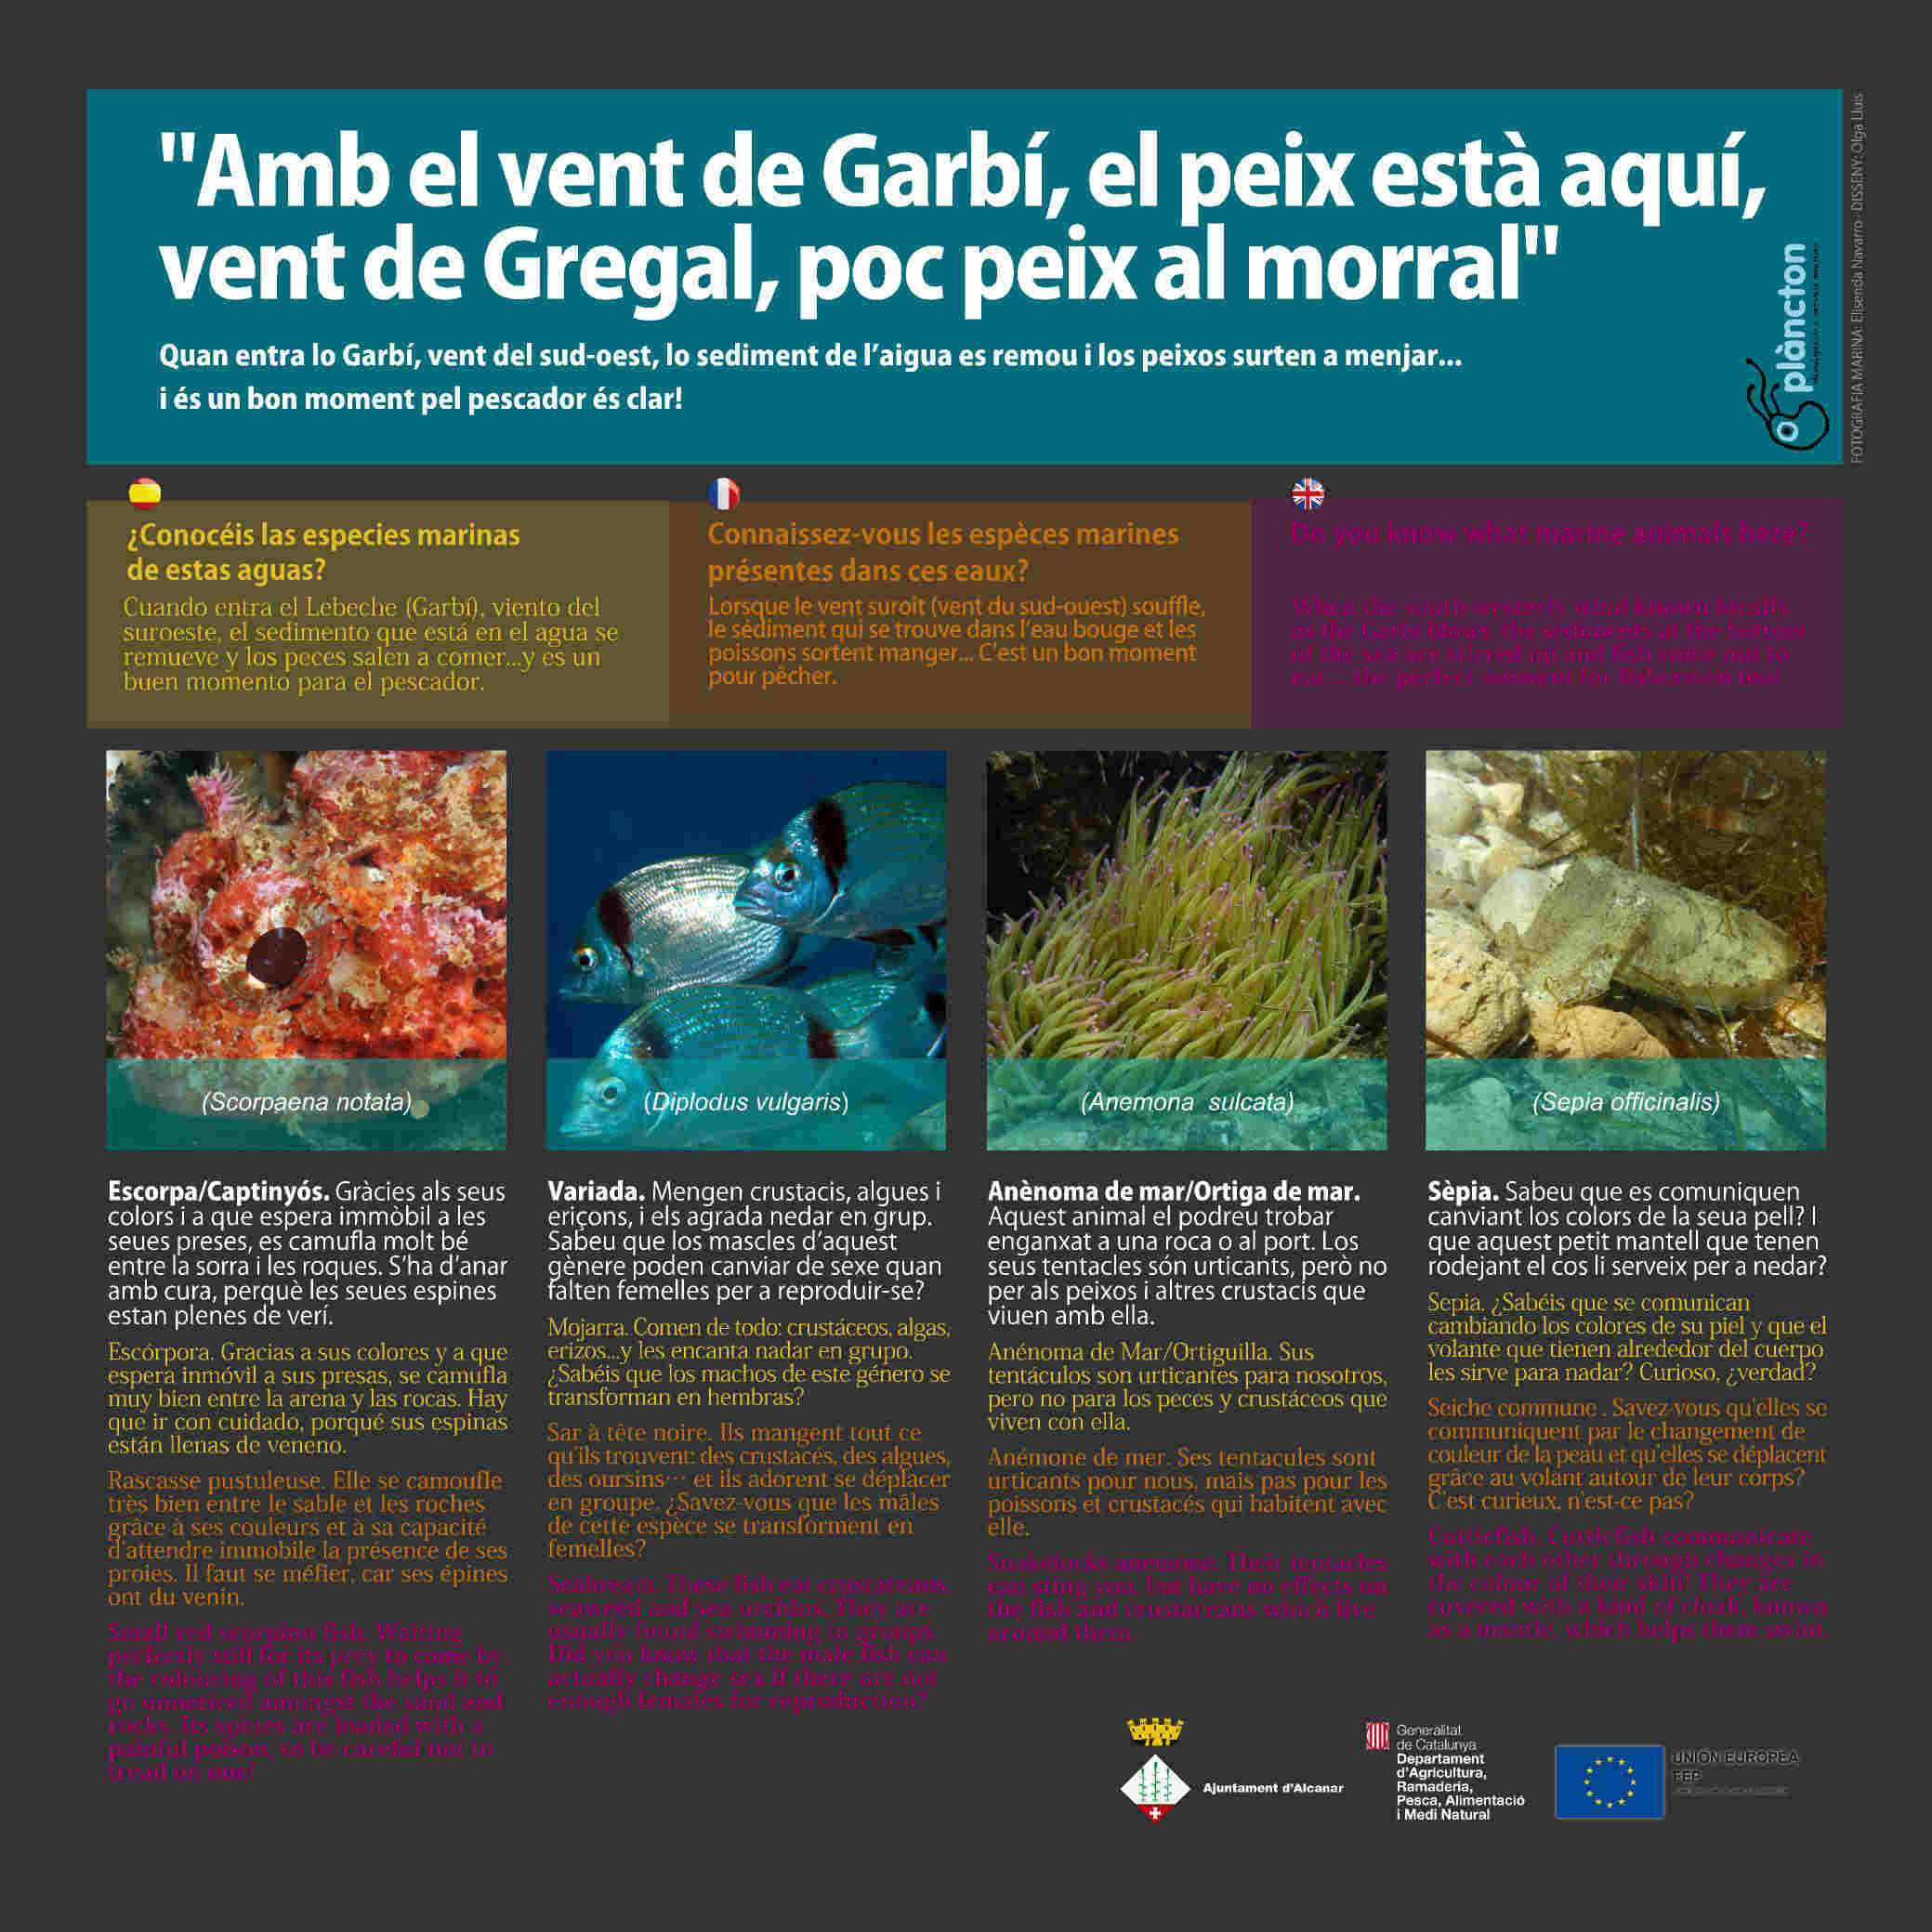 "Amb el vent de Garbí, el peix està aquí,
vent de Gregal, poc peix al morral"
Quan entra lo Garbí, vent del sud-oest, lo sediment de l'aigua es remou i los peixos surten a menjar...
i és un bon moment pel pescador és clar!
plàncton
FOTOGRAFIA MARINA: Elisenda Navarro - DISSENY: Olga Lluis
¿Conocéis las especies marinas
de estas aguas?
Cuando entra el Lebeche (Garbí), viento del
suroeste, el sedimento que está en el agua se
remueve y los peces salen a comer...y es un
buen momento para el pescador.
Connaissez-vous les espèces marines
présentes dans ces eaux?
Lorsque le vent suroît (vent du sud-ouest) souffle,
le sédiment qui se trouve dans l'eau bouge et les
poissons sortent manger... C'est un bon moment
pour pêcher.
Do you know what marine animals here?
When the south-westerly wind known locally
as the Garbí blows, the sediments at the bottom
of the sea are stirred up and fish come out to
eat ... the perfect moment for fishermen too!
(Scorpaena notata)
Escorpa/Captinyós. Gràcies als seus
colors i a que espera immòbil a les
seues preses, es camufla molt bé
entre la sorra i les roques. S'ha d'anar
amb cura, perquè les seues espines
estan plenes de verí.
Escórpora. Gracias a sus colores y a que
espera inmóvil a sus presas, se camufla
muy bien entre la arena y las rocas. Hay
que ir con cuidado, porqué sus espinas
están llenas de veneno.
Rascasse pustuleuse. Elle se camoufle
très bien entre le sable et les roches
grâce à ses couleurs et à sa capacité
d'attendre immobile la présence de ses
proies. Il faut se méfier, car ses épines
ont du venin.
Small red scorpion fish. Waiting
perfectly still for its prey to come by,
the colouring of this fish helps it to
go unnoticed amongst the sand and
rocks. Its spines are loaded with a
painful poison, so be careful not to
tread on one!
(Diplodus vulgaris)
Variada. Mengen crustacis, algues i
eriçons, i els agrada nedar en grup.
Sabeu que los mascles d'aquest
gènere poden canviar de sexe quan
falten femelles per a reproduir-se?
Mojarra. Comen de todo: crustáceos, algas,
erizos...y les encanta nadar en grupo.
¿Sabéis que los machos de este género se
transforman en hembras?
Sar à tête noire. Ils mangent tout ce
qu'ils trouvent: des crustacés, des algues,
des oursins··· et ils adorent se déplacer
en groupe. ¿Savez-vous que les mâles
de cette espèce se transforment en
femelles?
Seabream. These fish eat crustaceans,
seaweed and sea urchins. They are
usually found swimming in groups.
Did you know that the male fish can
actually change sex if there are not
enough females for reproduction?
(Anemona sulcata)
Anènoma de mar/Ortiga de mar.
Aquest animal el podreu trobar
enganxat a una roca o al port. Los
seus tentacles són urticants, però no
per als peixos i altres crustacis que
viuen amb ella.
Anénoma de Mar/Ortiguilla. Sus
tentáculos son urticantes para nosotros,
pero no para los peces y crustáceos que
viven con ella.
Anémone de mer. Ses tentacules sont
urticants pour nous, mais pas pour les
poissons et crustacés qui habitent avec
elle.
Snakelocks anemone. Their tentacles
can sting you, but have no effects on
the fish and crustaceans which live
around them.
(Sepia officinalis)
Sèpia. Sabeu que es comuniquen
canviant los colors de la seua pell? I
que aquest petit mantell que tenen
rodejant el cos li serveix per a nedar?
Sepia. ¿Sabéis que se comunican
cambiando los colores de su piel y que el
volante que tienen alrededor del cuerpo
les sirve para nadar? Curioso, ¿verdad?
Seiche commune . Savez-vous qu'elles se
communiquent par le changement de
couleur de la peau et qu'elles se déplacent
grâce au volant autour de leur corps?
C'est curieux, n'est-ce pas?
Cuttlefish. Cuttlefish communicate
with each other through changes in
the colour of their skin! They are
covered with a kind of cloak, known
as a mantle, which helps them swim.
Ajuntament d'Alcanar
Generalitat
de Catalunya
Departament
d'Agricultura,
Ramaderia,
Pesca, Alimentació
i Medi Natural
UNIÓN EUROPEA
FEP